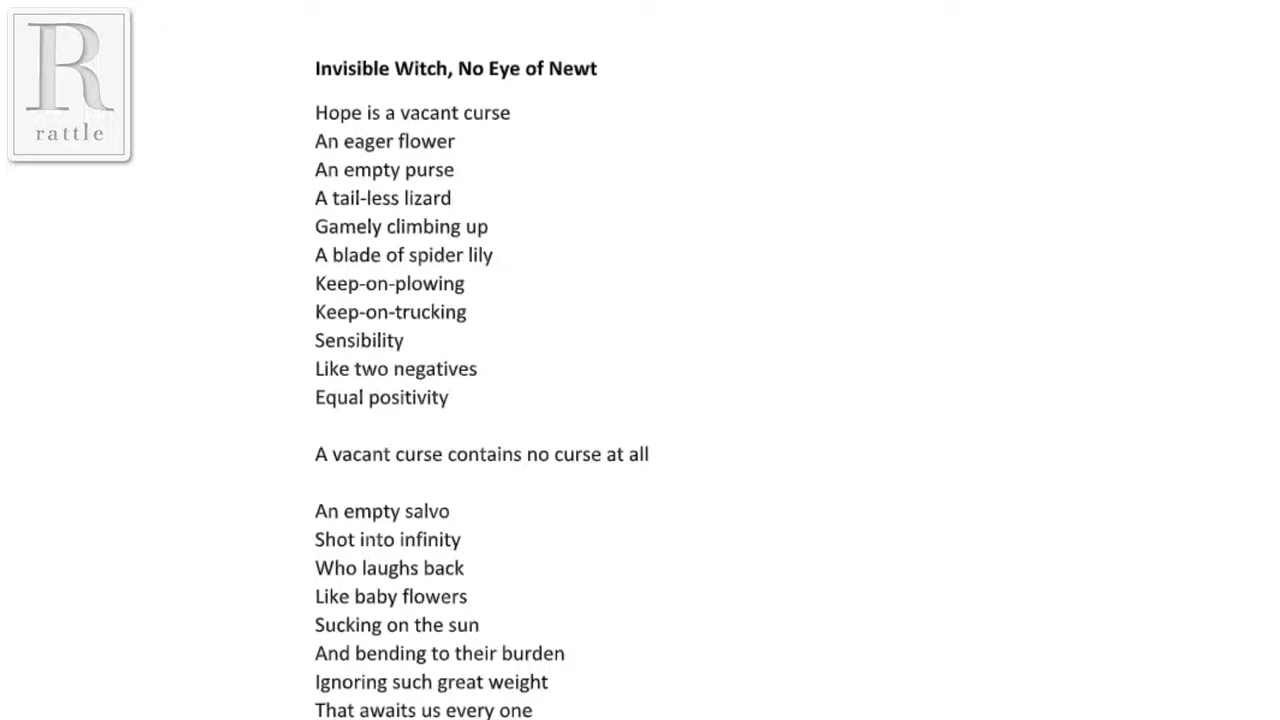 R
rattle
Invisible Witch, No Eye of Newt
Hope is a vacant curse
An eager flower
An empty purse
A tail-less lizard
Gamely climbing up
A blade of spider lily
Keep-on-plowing
Keep-on-trucking
Sensibility
Like two negatives
Equal positivity
A vacant curse contains no curse at all
An empty salvo
Shot into infinity
Who laughs back
Like baby flowers
Sucking on the sun
And bending to their burden
Ignoring such great weight
That awaits us every one